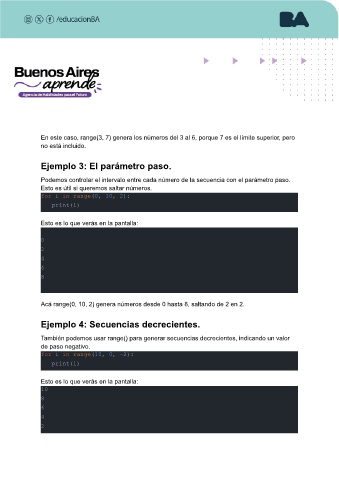 /educacionBA
BA
Buenos Aires
aprende
Agencia de Habilidades para el Futuro
En este caso, range(3, 7) genera los números del 3 al 6, porque 7 es el límite superior, pero
no está incluido.
Ejemplo 3: El parámetro paso.
Podemos controlar el intervalo entre cada número de la secuencia con el parámetro paso.
Esto es útil si queremos saltar números.
for i in range(0, 10, 2):
print(i)
Esto es lo que verás en la pantalla:
0
2
4
6
8
Acá range(0, 10, 2) genera números desde 0 hasta 8, saltando de 2 en 2.
Ejemplo 4: Secuencias decrecientes.
También podemos usar range() para generar secuencias decrecientes, indicando un valor
de paso negativo.
for i in range(10, 0, -2):
print(i)
Esto es lo que verás en la pantalla:
10
8
6
4
2